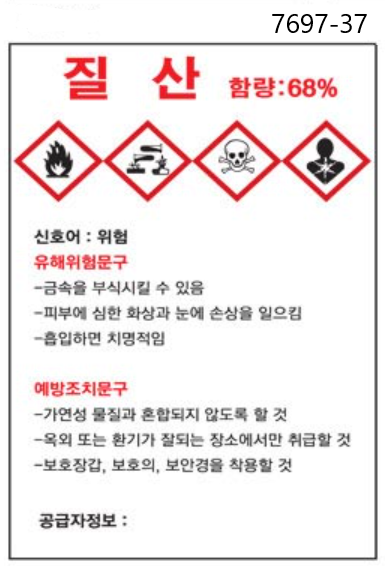 7697-37
질 산 함량:68%
신호어 : 위험
유해위험문구
-금속을 부식시킬 수 있음
-피부에 심한 화상과 눈에 손상을 일으킴
-흡입하면 치명적임
예방조치문구
-가연성 물질과 혼합되지 않도록 할 것
-옥외 또는 환기가 잘되는 장소에서만 취급할 것
-보호장갑, 보호의, 보안경을 착용할 것
공급자정보 :